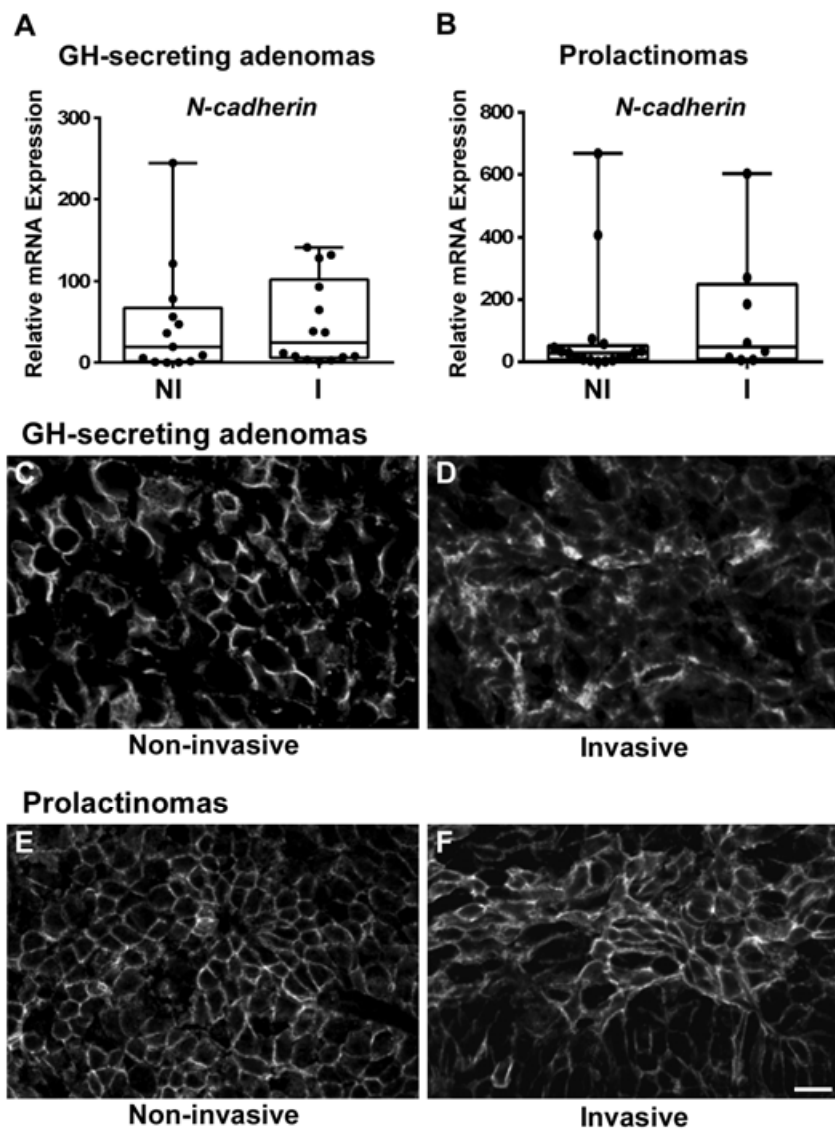 A
GH-secreting adenomas
N-cadherin
Relative mRNA Expression
300
200
100
0
NI
I
B
Prolactinomas
N-cadherin
Relative mRNA Expression
800
600
400
200
0
NI
I
GH-secreting adenomas
C
D
Non-invasive
Invasive
Prolactinomas
E
F
Non-invasive
Invasive